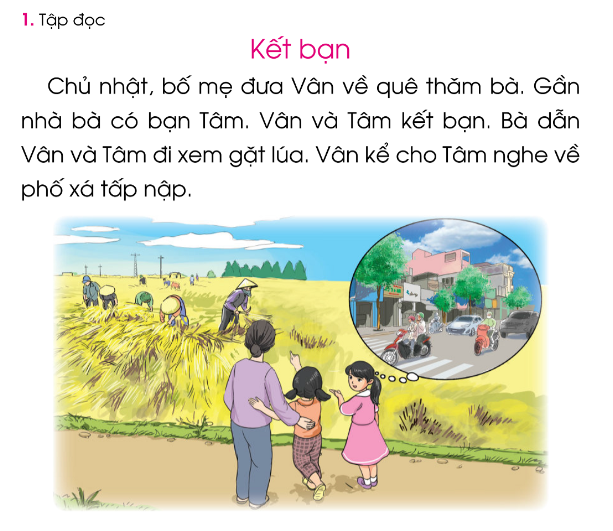 1. Tập đọc
Kết bạn
Chủ nhật, bố mẹ đưa Vân về quê thăm bà. Gần
nhà bà có bạn Tâm. Vân và Tâm kết bạn. Bà dẫn
Vân và Tâm đi xem gặt lúa. Vân kể cho Tâm nghe về
phố xá tấp nập.